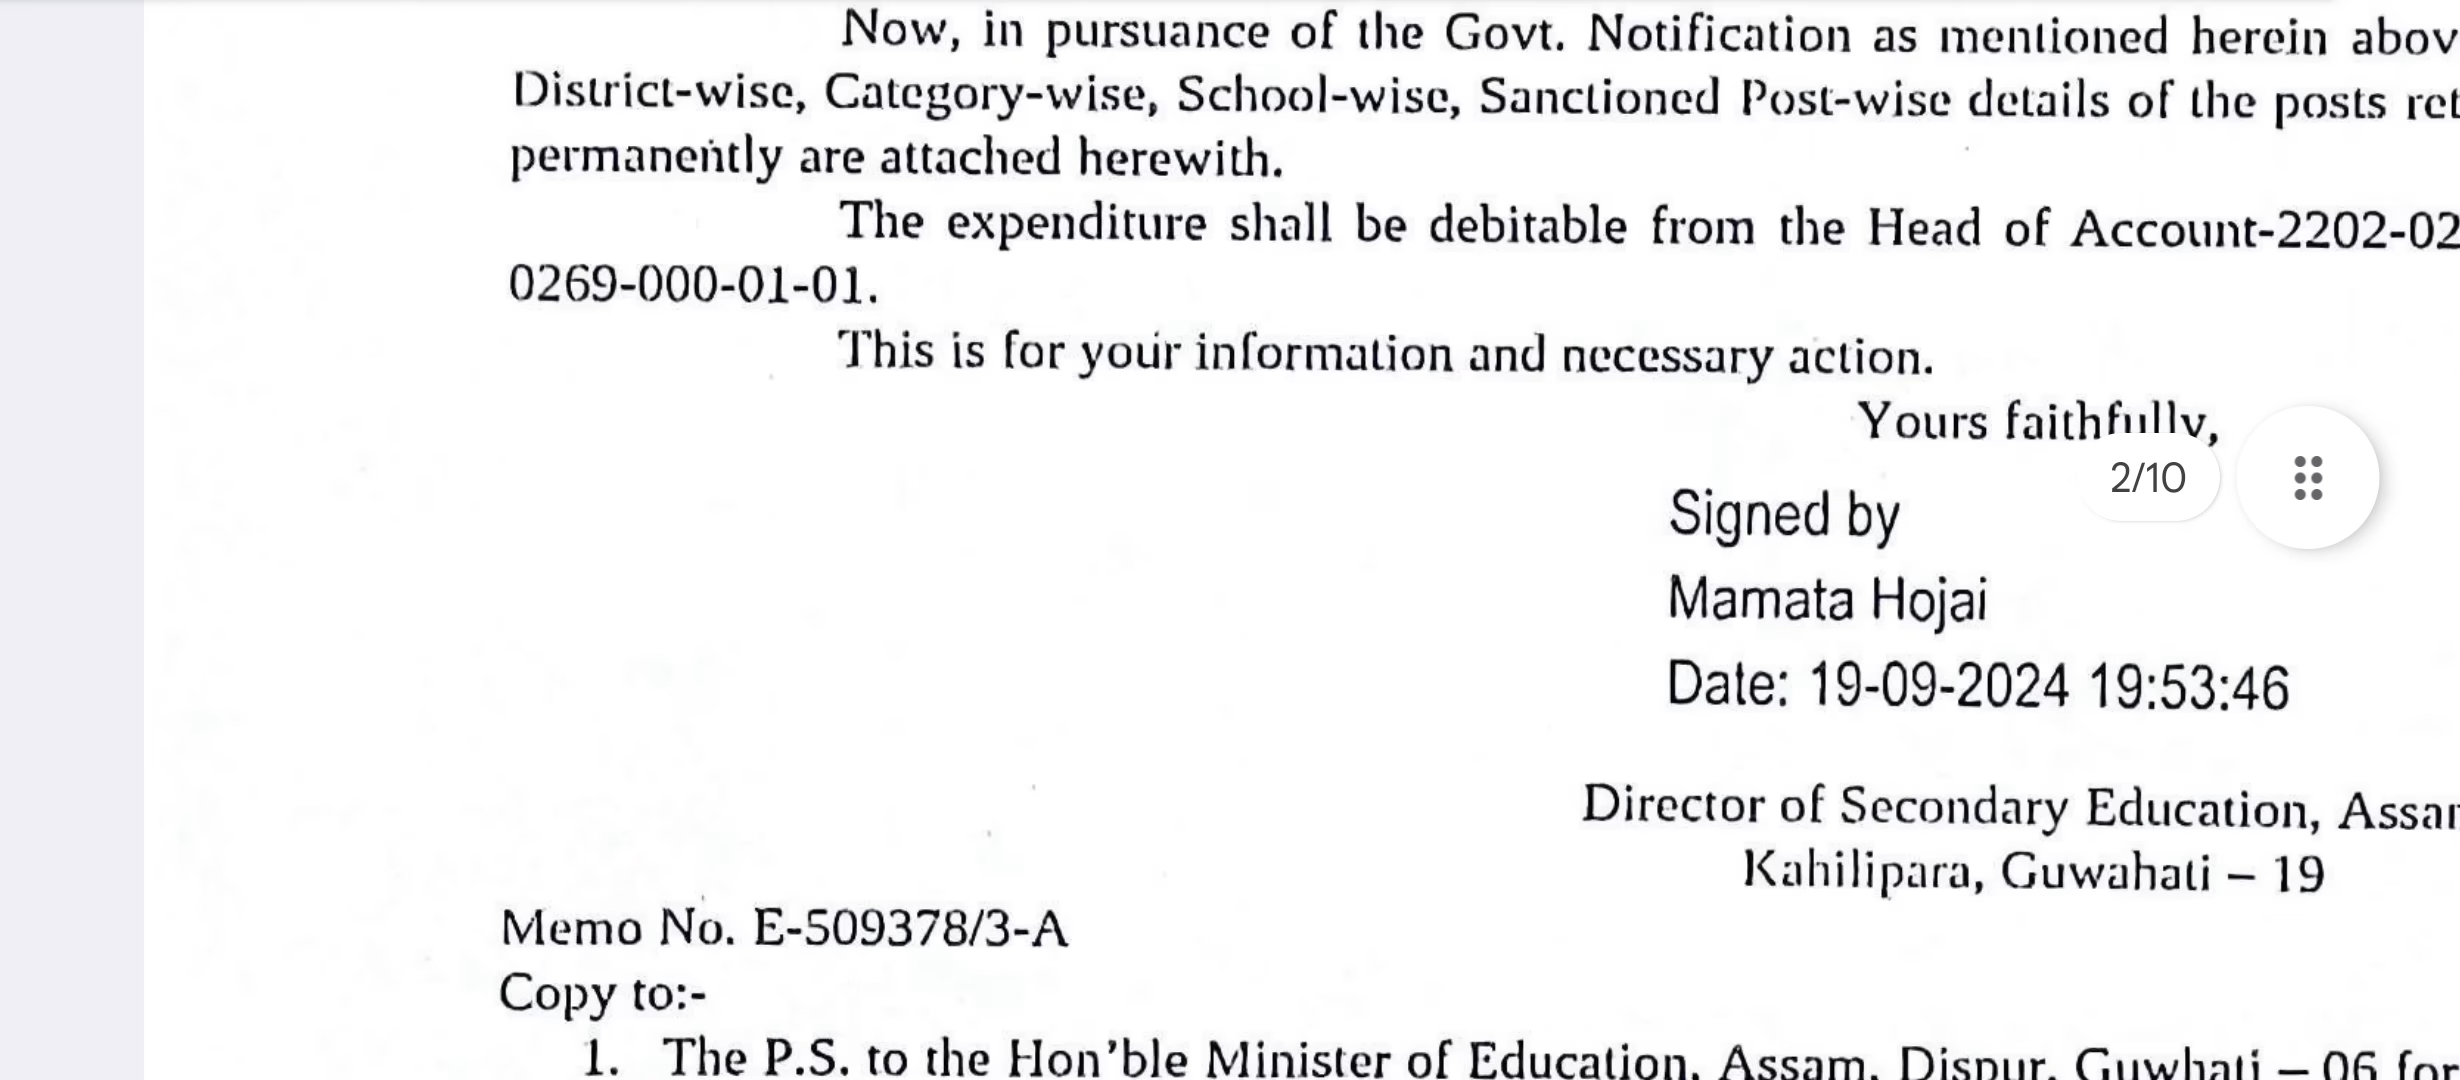 Now, in pursuance of the Govt. Notification as mentioned herein abov
District-wise, Category-wise, School-wise, Sanctioned Post-wise details of the posts ret
permanently are attached herewith.
The expenditure shall be debitable from the Head of Account-2202-02
0269-000-01-01.
This is for your information and necessary action.
Yours faithfully,
2/10
Signed by
Mamata Hojai
Date: 19-09-2024 19:53:46
Director of Secondary Education, Assam
Kahilipara, Guwahati – 19
Memo No. E-509378/3-A
Copy to:-
1. The P.S. to the Hon'ble Minister of Education, Assam, Dispur, Guwhati – 06 for